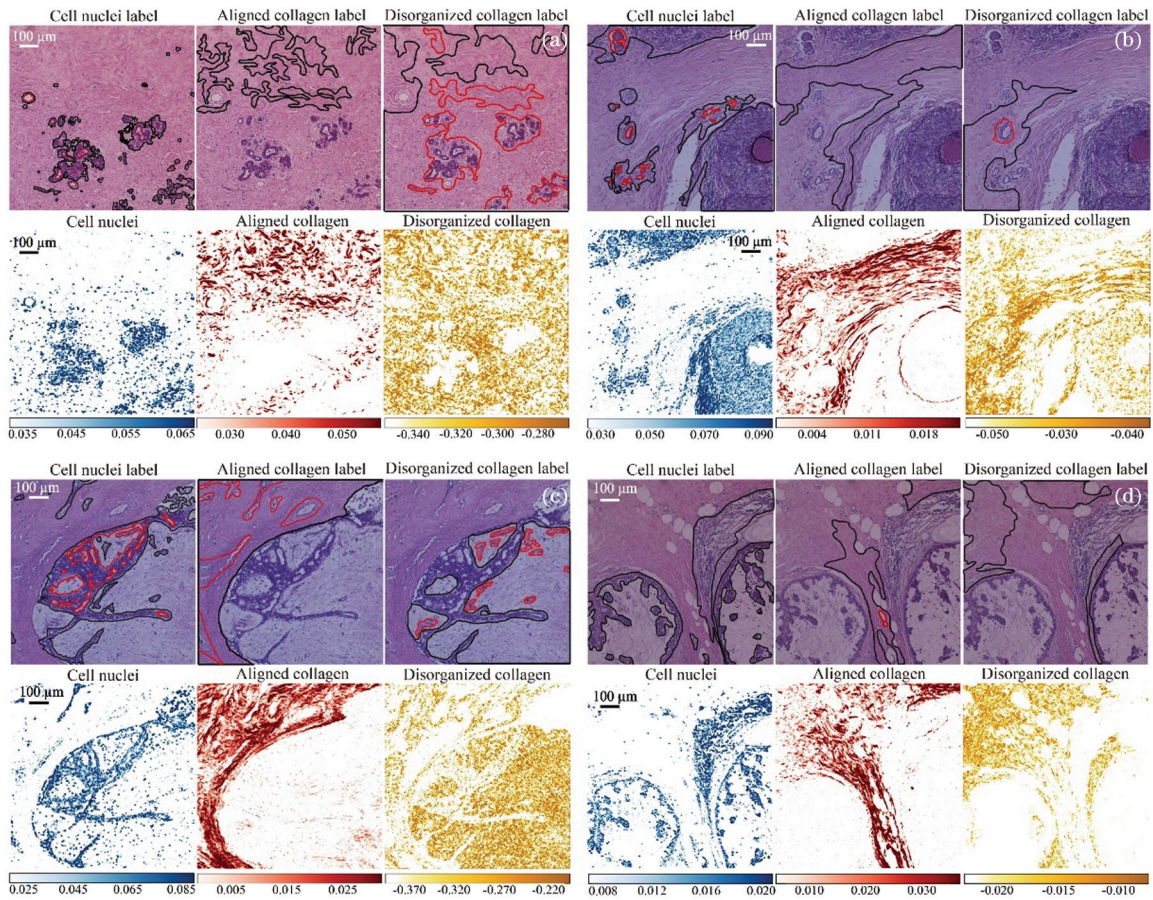 Cell nuclei label Aligned collagen label Disorganized collagen label
100 μm (a)
Cell nuclei Aligned collagen Disorganized collagen
100 μm
0.035 0.045 0.055 0.065 0.030 0.040 0.050 -0.340 -0.320 -0.300 -0.280
Cell nuclei label Aligned collagen label Disorganized collagen label
100 μm (b)
Cell nuclei Aligned collagen Disorganized collagen
100 μm
0.030 0.050 0.070 0.090 0.004 0.011 0.018 -0.050 -0.030 -0.040
Cell nuclei label Aligned collagen label Disorganized collagen label
100 μm (c)
Cell nuclei Aligned collagen Disorganized collagen
100 μm
0.025 0.045 0.065 0.085 0.005 0.015 0.025 -0.370 -0.320 -0.270 -0.220
Cell nuclei label Aligned collagen label Disorganized collagen label
100 μm (d)
Cell nuclei Aligned collagen Disorganized collagen
100 μm
0.008 0.012 0.016 0.020 0.010 0.020 0.030 -0.020 -0.015 -0.010